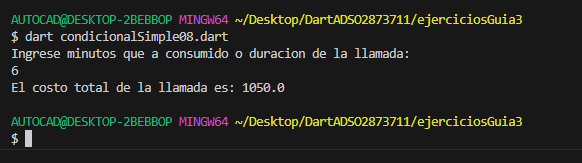 AUTOCAD@DESKTOP-2BEBBOP MINGW64 ~/Desktop/DartADSO2873711/ejerciciosGuia3
$ dart condicionalSimple08.dart
Ingrese minutos que a consumido o duracion de la llamada:
6
El costo total de la llamada es: 1050.0
AUTOCAD@DESKTOP-2BEBBOP MINGW64 ~/Desktop/DartADSO2873711/ejerciciosGuia3
$